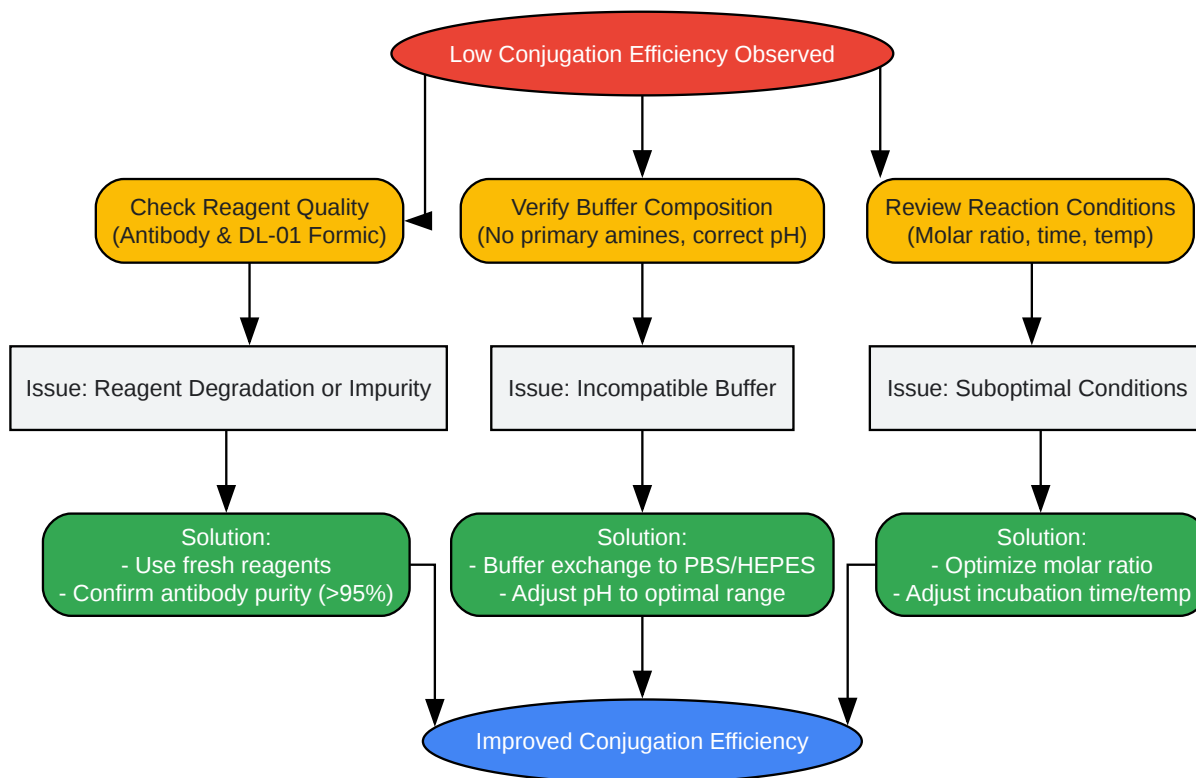 Low Conjugation Efficiency Observed
Check Reagent Quality
(Antibody & DL-01 Formic)
Verify Buffer Composition
(No primary amines, correct pH)
Review Reaction Conditions
(Molar ratio, time, temp)
Issue: Reagent Degradation or Impurity
Issue: Incompatible Buffer
Issue: Suboptimal Conditions
Solution:
- Use fresh reagents
- Confirm antibody purity (>95%)
Solution:
- Buffer exchange to PBS/HEPES
- Adjust pH to optimal range
Solution:
- Optimize molar ratio
- Adjust incubation time/temp
Improved Conjugation Efficiency